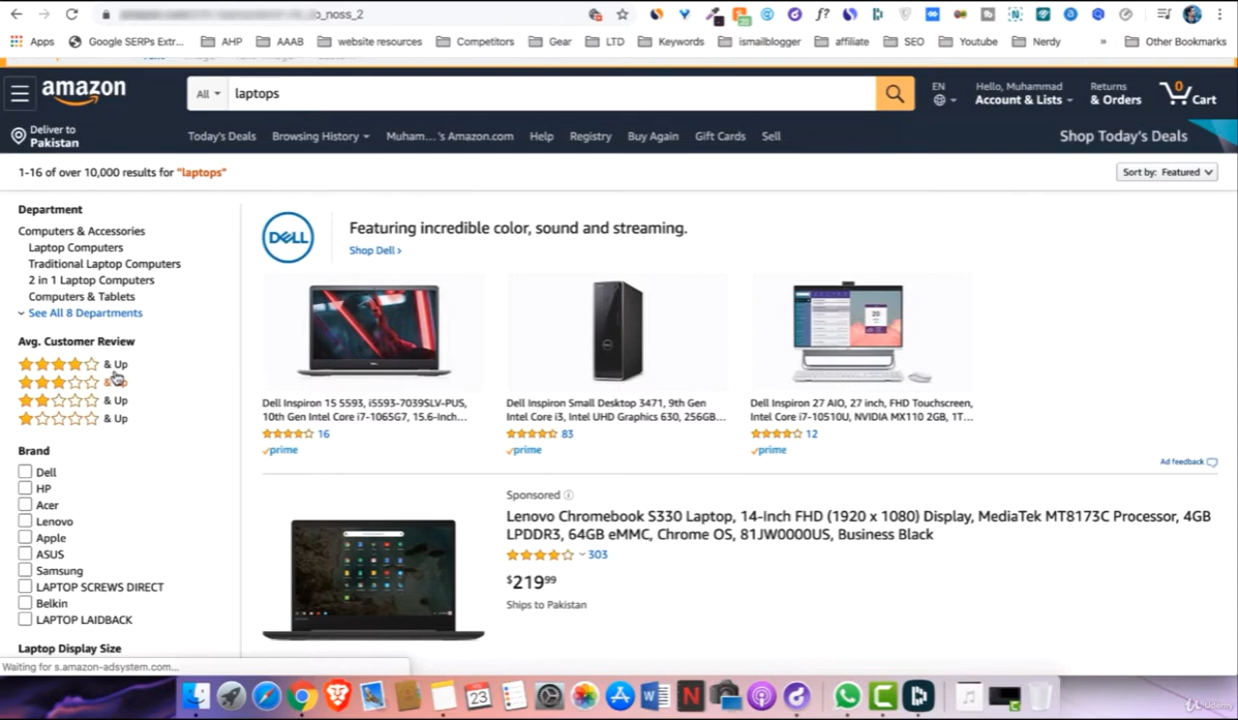 b_noss_2
Apps Google SERPs Extr... AHP AAAB website resources Competitors Gear LTD Keywords ismailblogger affiliate SEO Youtube Nerdy » Other Bookmarks
amazon All laptops EN Hello, Muhammad Account & Lists Returns & Orders 0 Cart
Deliver to Pakistan Today's Deals Browsing History Muham... 's Amazon.com Help Registry Buy Again Gift Cards Sell Shop Today's Deals
1-16 of over 10,000 results for "laptops" Sort by: Featured
Department
Computers & Accessories
Laptop Computers
Traditional Laptop Computers
2 in 1 Laptop Computers
Computers & Tablets
See All 8 Departments
Avg. Customer Review
& Up
& Up
& Up
& Up
Brand
Dell
HP
Acer
Lenovo
Apple
ASUS
Samsung
LAPTOP SCREWS DIRECT
Belkin
LAPTOP LAIDBACK
Laptop Display Size
DELL
Featuring incredible color, sound and streaming.
Shop Dell ›
Dell Inspiron 15 5593, i5593-7039SLV-PUS,
10th Gen Intel Core i7-1065G7, 15.6-Inch...
16
prime
Dell Inspiron Small Desktop 3471, 9th Gen
Intel Core i3, Intel UHD Graphics 630, 256GB...
83
prime
Dell Inspiron 27 AIO, 27 inch, FHD Touchscreen,
Intel Core i7-10510U, NVIDIA MX110 2GB, 1T...
12
prime
Ad feedback
Sponsored
Lenovo Chromebook S330 Laptop, 14-Inch FHD (1920 x 1080) Display, MediaTek MT8173C Processor, 4GB
LPDDR3, 64GB eMMC, Chrome OS, 81JW0000US, Business Black
303
$219 99
Ships to Pakistan
Waiting for s.amazon-adsystem.com...
23
Udemy